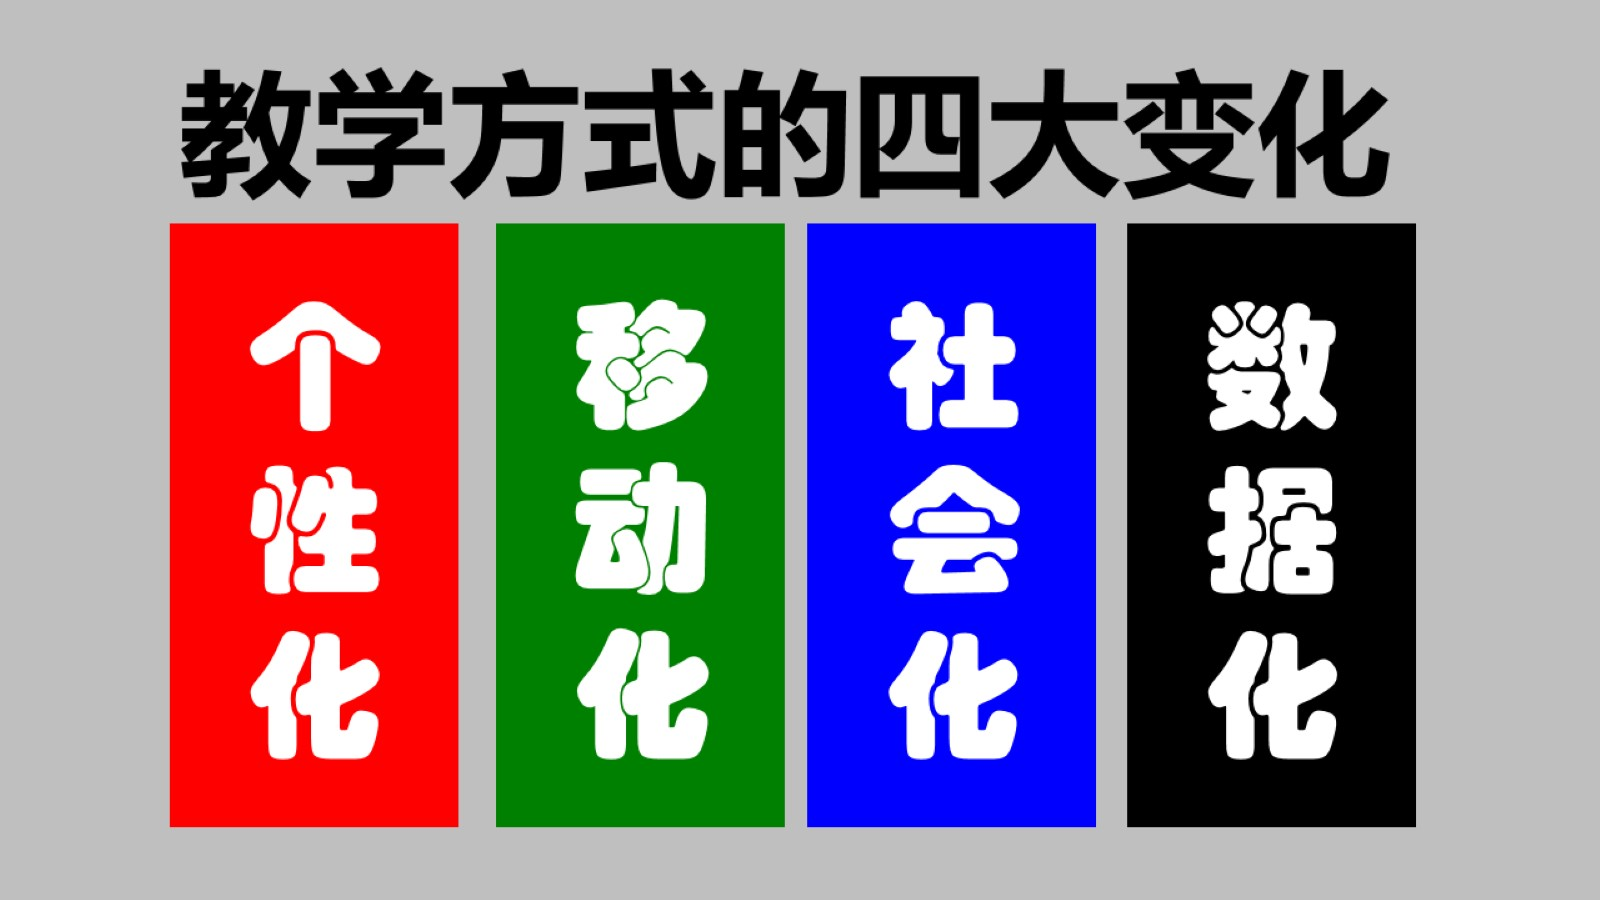 教学方式的四大变化
个性化
移动化
社会化
数据化